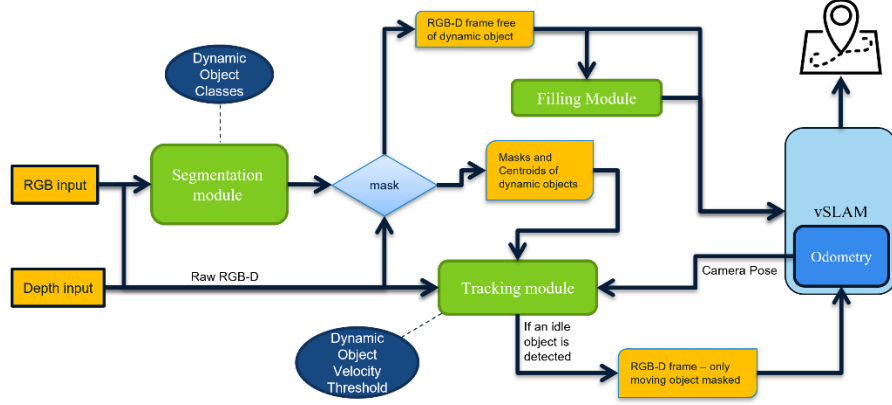 RGB-D frame free
of dynamic object
Dynamic
Object
Classes
Filling Module
RGB input
Segmentation
module
mask
Masks and
Centroids of
dynamic objects
vSLAM
Odometry
Camera Pose
Depth input
Raw RGB-D
Tracking module
If an idle
object is
detected
Dynamic
Object
Velocity
Threshold
RGB-D frame – only
moving object masked